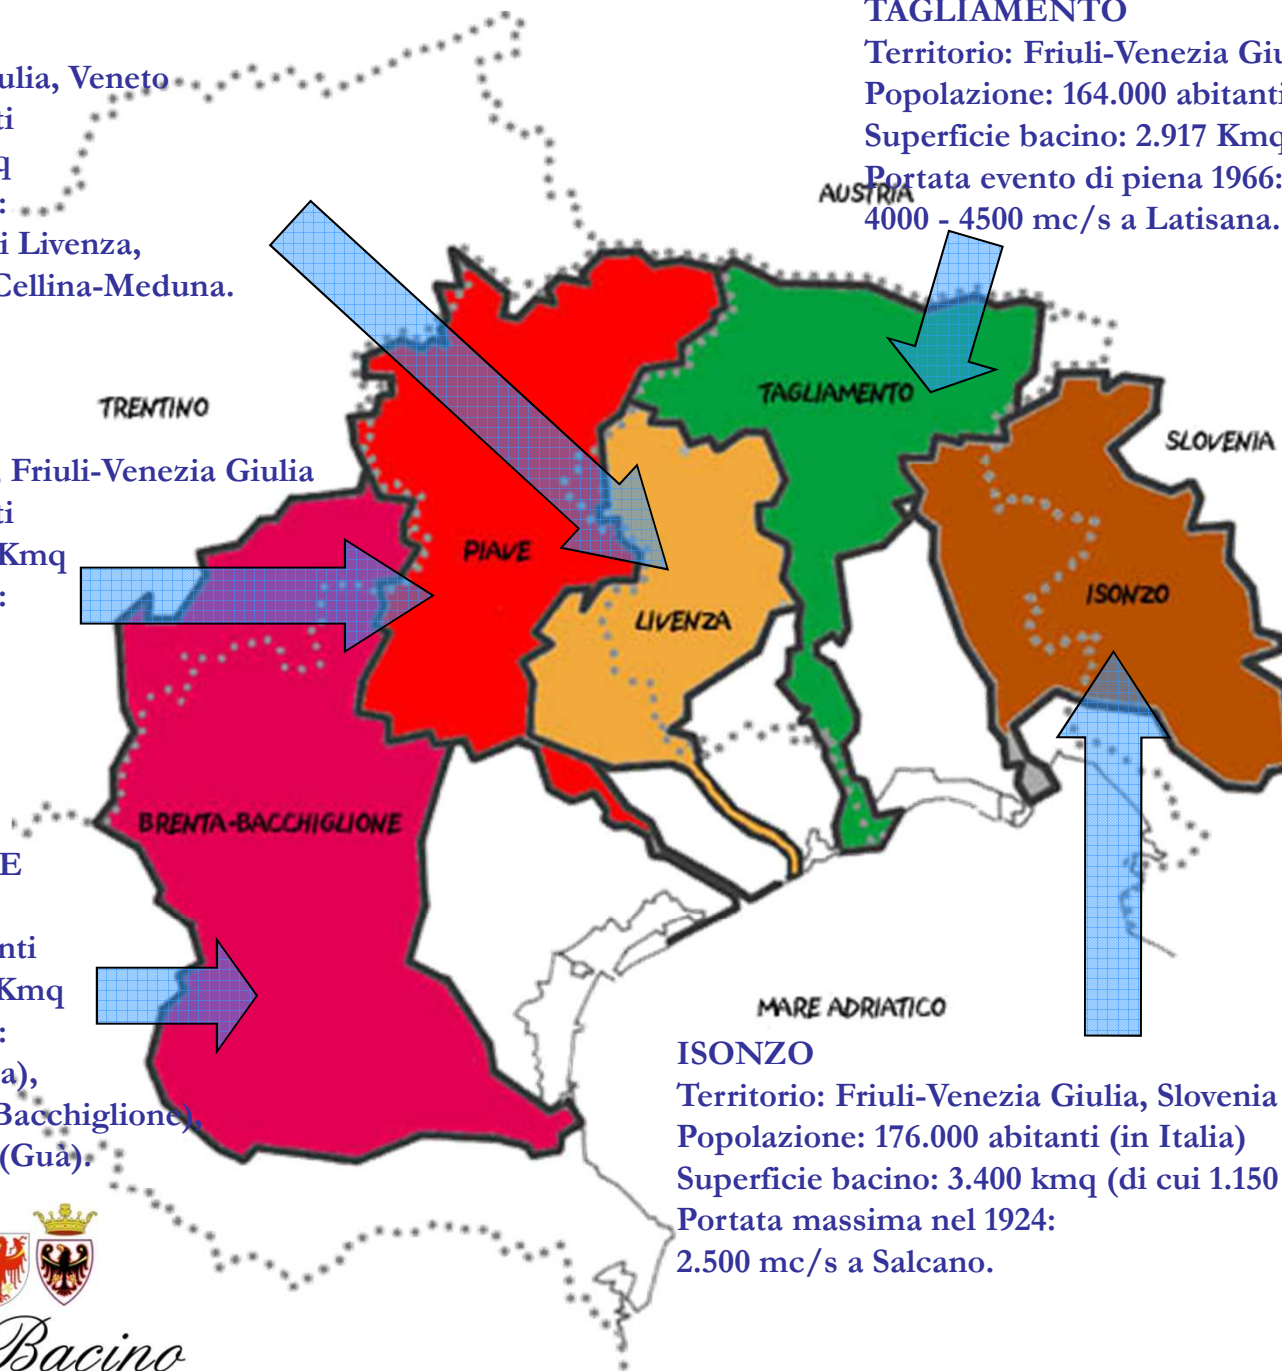 TAGLIAMENTO
Territorio: Friuli-Venezia Giu
Popolazione: 164.000 abitanti
Superficie bacino: 2.917 Kmq
Portata evento di piena 1966:
4000 - 4500 mc/s a Latisana.
ulia, Veneto
ti
q
:
i Livenza,
Cellina-Meduna.
AUSTRIA
TRENTINO
TAGLIAMENTO
SLOVENIA
, Friuli-Venezia Giulia
ti
Kmq
:
PIAVE
LIVENZA
ISONZO
BRENTA-BACCHIGLIONE
E
nti
Kmq
:
a),
Bacchiglione),
(Guà).
MARE ADRIATICO
ISONZO
Territorio: Friuli-Venezia Giulia, Slovenia
Popolazione: 176.000 abitanti (in Italia)
Superficie bacino: 3.400 kmq (di cui 1.150
Portata massima nel 1924:
2.500 mc/s a Salcano.
Bacino